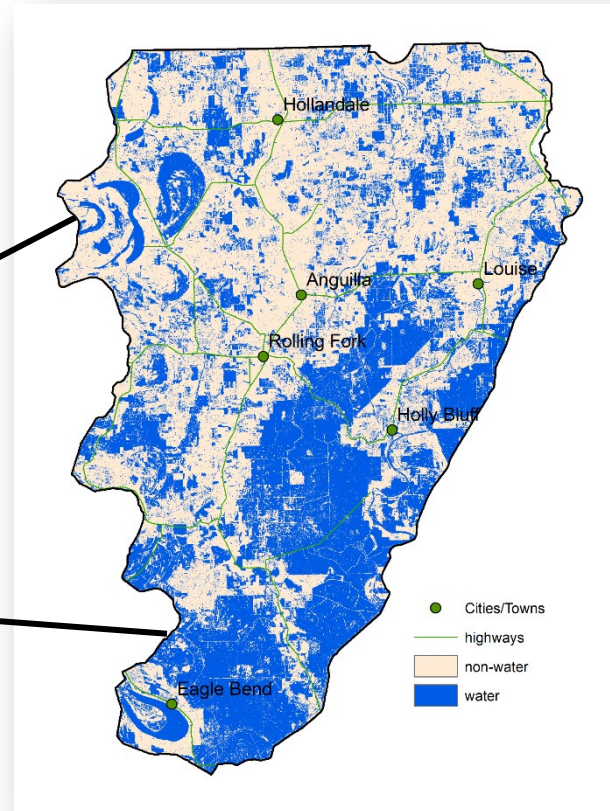 Hollandale
Anguilla
Louise
Rolling Fork
Holly Bluff
Eagle Bend
Cities/Towns
highways
non-water
water